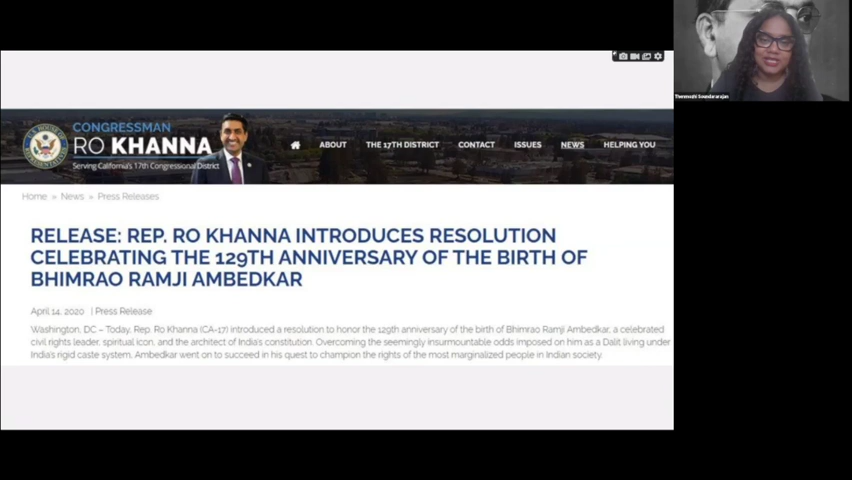 Thenmozhi Soundararajan
CONGRESSMAN
RO KHANNA
Serving California's 17th Congressional District
ABOUT
THE 17TH DISTRICT
CONTACT
ISSUES
NEWS
HELPING YOU
Home » News » Press Releases
RELEASE: REP. RO KHANNA INTRODUCES RESOLUTION
CELEBRATING THE 129TH ANNIVERSARY OF THE BIRTH OF
BHIMRAO RAMJI AMBEDKAR
April 14, 2020 | Press Release
Washington, DC – Today, Rep. Ro Khanna (CA-17) introduced a resolution to honor the 129th anniversary of the birth of Bhimrao Ramji Ambedkar, a celebrated
civil rights leader, spiritual icon, and the architect of India's constitution. Overcoming the seemingly insurmountable odds imposed on him as a Dalit living under
India's rigid caste system, Ambedkar went on to succeed in his quest to champion the rights of the most marginalized people in Indian society.